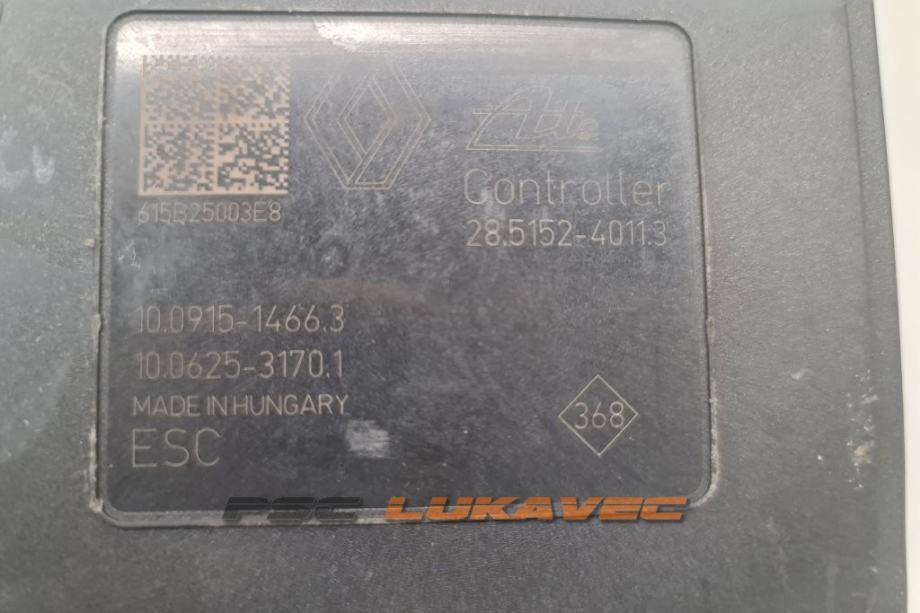 Ate
615B25003E8
Controller
28.5152-4011.3
10.0915-1466.3
10.0625-3170.1
MADE IN HUNGARY
ESC
368
PSC LUKAVEC